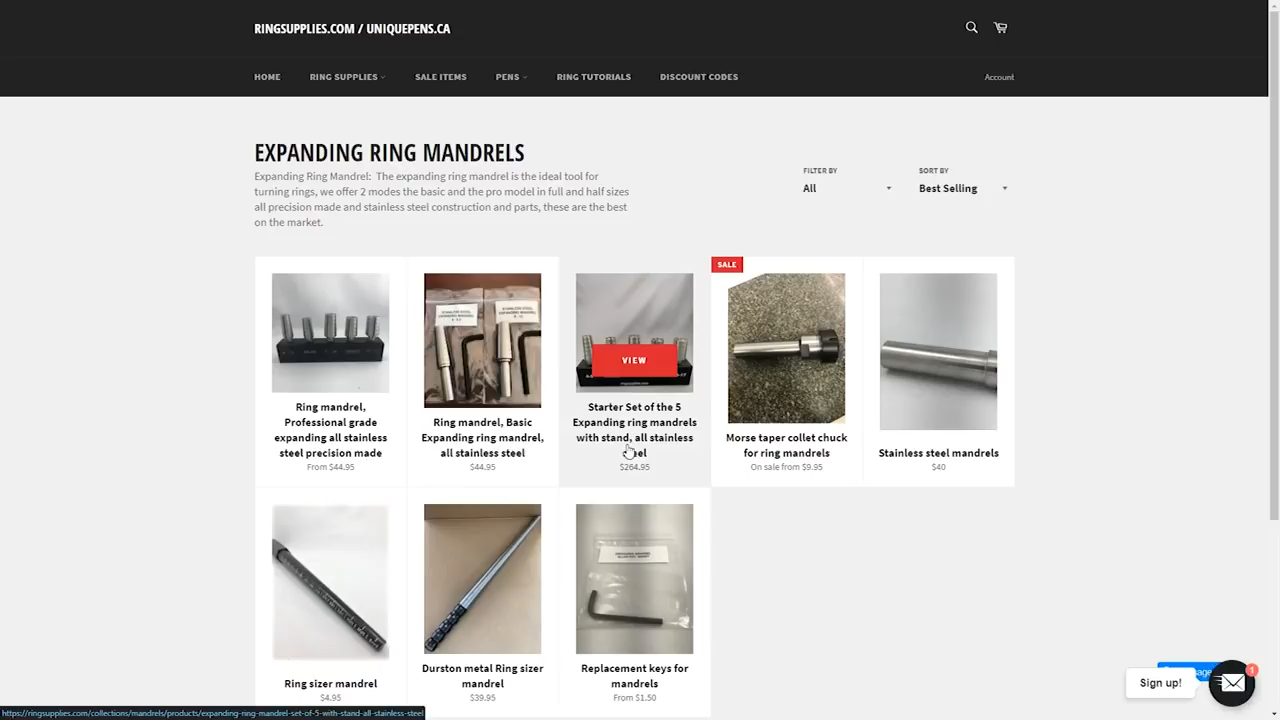 RINGSUPPLIES.COM / UNIQUEPENS.CA
HOME
RING SUPPLIES
SALE ITEMS
PENS
RING TUTORIALS
DISCOUNT CODES
Account
EXPANDING RING MANDRELS
Expanding Ring Mandrel: The expanding ring mandrel is the ideal tool for
turning rings, we offer 2 modes the basic and the pro model in full and half sizes
all precision made and stainless steel construction and parts, these are the best
on the market.
FILTER BY
All
SORT BY
Best Selling
SALE
VIEW
Ring mandrel,
Professional grade
expanding all stainless
steel precision made
From $44.95
Ring mandrel, Basic
Expanding ring mandrel,
all stainless steel
$44.95
Starter Set of the 5
Expanding ring mandrels
with stand, all stainless
$264.95
Morse taper collet chuck
for ring mandrels
On sale from $9.95
Stainless steel mandrels
$40
Ring sizer mandrel
$4.95
Durston metal Ring sizer
mandrel
$39.95
Replacement keys for
mandrels
From $1.50
Sign up!
1
https://ringsupplies.com/collections/mandrels/products/expanding-ring-mandrel-set-of-5-with-stand-all-stainless-steel